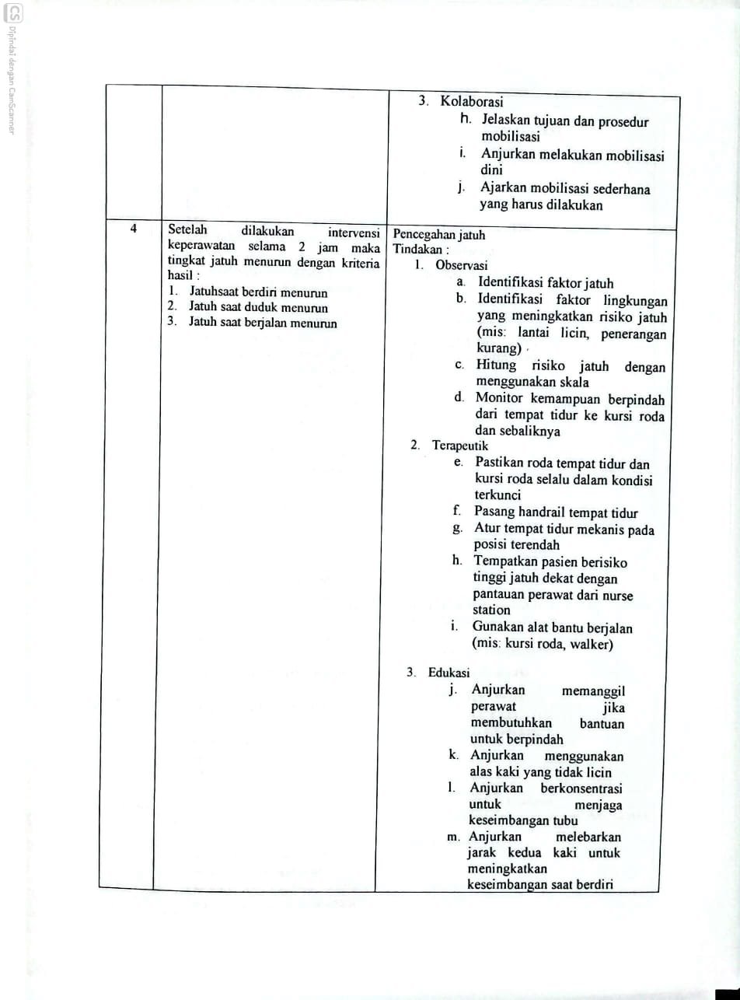 CS Dipindai dengan CamScanner
3. Kolaborasi
h. Jelaskan tujuan dan prosedur
mobilisasi
i. Anjurkan melakukan mobilisasi
dini
j. Ajarkan mobilisasi sederhana
yang harus dilakukan
4
Setelah dilakukan intervensi
keperawatan selama 2 jam maka
tingkat jatuh menurun dengan kriteria
hasil :
1. Jatuhsaat berdiri menurun
2. Jatuh saat duduk menurun
3. Jatuh saat berjalan menurun
Pencegahan jatuh
Tindakan :
1. Observasi
a. Identifikasi faktor jatuh
b. Identifikasi faktor lingkungan
yang meningkatkan risiko jatuh
(mis: lantai licin, penerangan
kurang)
c. Hitung risiko jatuh dengan
menggunakan skala
d. Monitor kemampuan berpindah
dari tempat tidur ke kursi roda
dan sebaliknya
2. Terapeutik
e. Pastikan roda tempat tidur dan
kursi roda selalu dalam kondisi
terkunci
f. Pasang handrail tempat tidur
g. Atur tempat tidur mekanis pada
posisi terendah
h. Tempatkan pasien berisiko
tinggi jatuh dekat dengan
pantauan perawat dari nurse
station
i. Gunakan alat bantu berjalan
(mis: kursi roda, walker)
3. Edukasi
j. Anjurkan memanggil
perawat jika
membutuhkan bantuan
untuk berpindah
k. Anjurkan menggunakan
alas kaki yang tidak licin
l. Anjurkan berkonsentrasi
untuk menjaga
keseimbangan tubu
m. Anjurkan melebarkan
jarak kedua kaki untuk
meningkatkan
keseimbangan saat berdiri